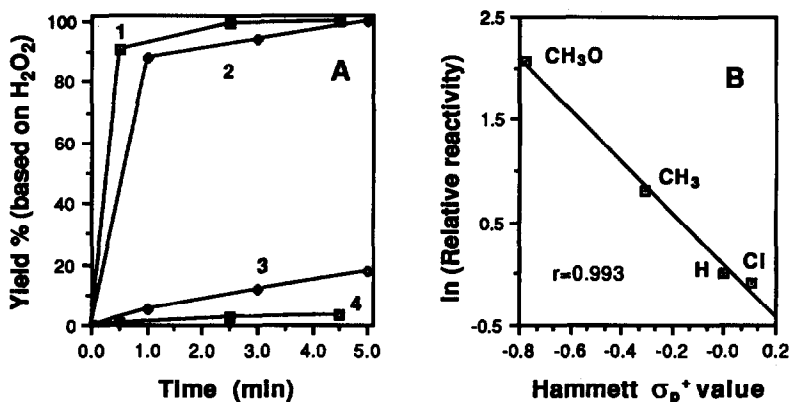 A
Yield % (based on H₂O₂)
100
80
60
40
20
0
1
2
3
4
0.0 1.0 2.0 3.0 4.0 5.0
Time (min)
B
ln (Relative reactivity)
2.5
1.5
0.5
-0.5
CH₃O
CH₃
H
Cl
r=0.993
-0.8 -0.6 -0.4 -0.2 -0.0 0.2
Hammett σₚ⁺ value